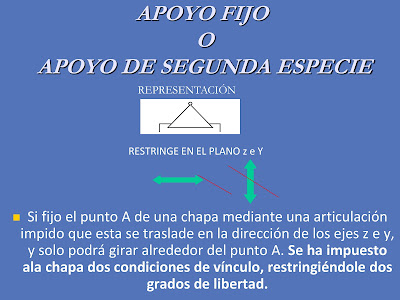 APOYO FIJO
O
APOYO DE SEGUNDA ESPECIE
REPRESENTACIÓN
RESTRINGE EN EL PLANO z e Y
Si fijo el punto A de una chapa mediante una articulación
impido que esta se traslade en la dirección de los ejes z e y,
y solo podrá girar alrededor del punto A. Se ha impuesto
ala chapa dos condiciones de vínculo, restringiéndole dos
grados de libertad.